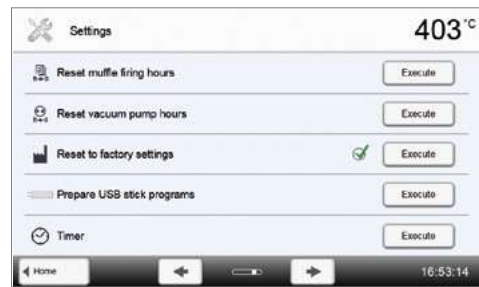 Settings
403°C
Reset muffle firing hours Execute
Reset vacuum pump hours Execute
Reset to factory settings Execute
Prepare USB stick programs Execute
Timer Execute
Home 16:53:14